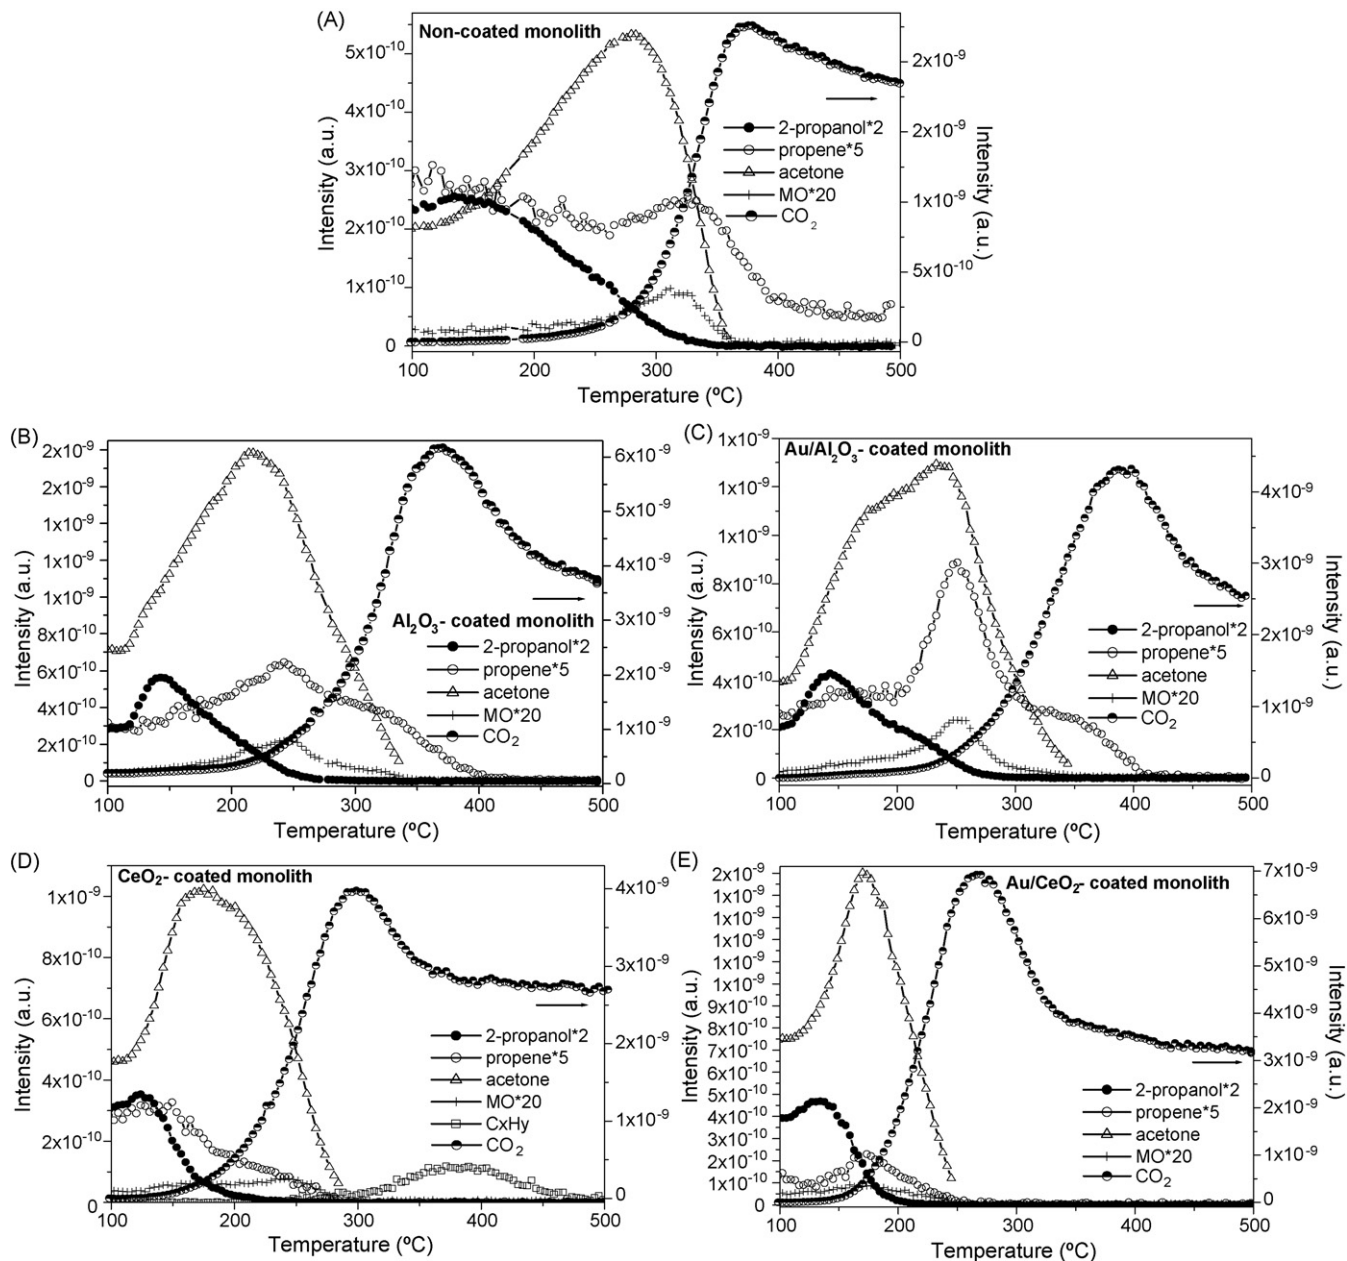 (A)
Non-coated monolith
5x10⁻¹⁰
4x10⁻¹⁰
3x10⁻¹⁰
2x10⁻¹⁰
1x10⁻¹⁰
0
Intensity (a.u.)
2x10⁻⁹
2x10⁻⁹
1x10⁻⁹
1x10⁻⁹
5x10⁻¹⁰
0
Intensity (a.u.)
2-propanol*2
propene*5
acetone
MO*20
CO₂
100 200 300 400 500
Temperature (ºC)
(B)
2x10⁻⁹
2x10⁻⁹
1x10⁻⁹
1x10⁻⁹
1x10⁻⁹
8x10⁻¹⁰
6x10⁻¹⁰
4x10⁻¹⁰
2x10⁻¹⁰
0
Intensity (a.u.)
6x10⁻⁹
5x10⁻⁹
4x10⁻⁹
3x10⁻⁹
2x10⁻⁹
1x10⁻⁹
0
Intensity (a.u.)
Al₂O₃- coated monolith
2-propanol*2
propene*5
acetone
MO*20
CO₂
100 200 300 400 500
Temperature (ºC)
(C)
Au/Al₂O₃- coated monolith
1x10⁻⁹
1x10⁻⁹
1x10⁻⁹
8x10⁻¹⁰
6x10⁻¹⁰
4x10⁻¹⁰
2x10⁻¹⁰
0
Intensity (a.u.)
4x10⁻⁹
3x10⁻⁹
2x10⁻⁹
1x10⁻⁹
0
Intensity (a.u.)
2-propanol*2
propene*5
acetone
MO*20
CO₂
100 200 300 400 500
Temperature (ºC)
(D)
CeO₂- coated monolith
1x10⁻⁹
8x10⁻¹⁰
6x10⁻¹⁰
4x10⁻¹⁰
2x10⁻¹⁰
0
Intensity (a.u.)
4x10⁻⁹
3x10⁻⁹
2x10⁻⁹
1x10⁻⁹
0
Intensity (a.u.)
2-propanol*2
propene*5
acetone
MO*20
CxHy
CO₂
100 200 300 400 500
Temperature (ºC)
(E)
Au/CeO₂- coated monolith
2x10⁻⁹
1x10⁻⁹
1x10⁻⁹
1x10⁻⁹
1x10⁻⁹
1x10⁻⁹
9x10⁻¹⁰
8x10⁻¹⁰
7x10⁻¹⁰
6x10⁻¹⁰
5x10⁻¹⁰
4x10⁻¹⁰
3x10⁻¹⁰
2x10⁻¹⁰
1x10⁻¹⁰
0
Intensity (a.u.)
7x10⁻⁹
6x10⁻⁹
5x10⁻⁹
4x10⁻⁹
3x10⁻⁹
2x10⁻⁹
1x10⁻⁹
0
Intensity (a.u.)
2-propanol*2
propene*5
acetone
MO*20
CO₂
100 200 300 400 500
Temperature (ºC)